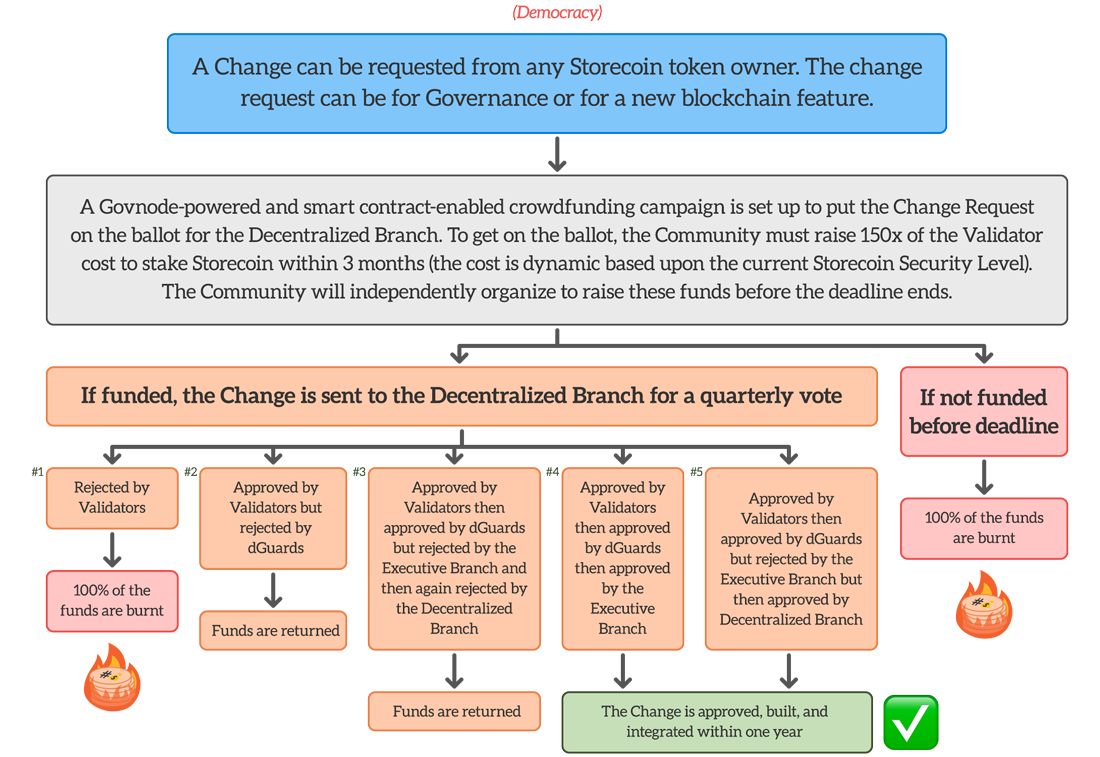 (Democracy)
A Change can be requested from any Storecoin token owner. The change
request can be for Governance or for a new blockchain feature.
A Govnode-powered and smart contract-enabled crowdfunding campaign is set up to put the Change Request
on the ballot for the Decentralized Branch. To get on the ballot, the Community must raise 150x of the Validator
cost to stake Storecoin within 3 months (the cost is dynamic based upon the current Storecoin Security Level).
The Community will independently organize to raise these funds before the deadline ends.
If funded, the Change is sent to the Decentralized Branch for a quarterly vote
If not funded
before deadline
#1
Rejected by
Validators
100% of the
funds are burnt
#$
#2
Approved by
Validators but
rejected by
dGuards
Funds are returned
#3
Approved by
Validators then
approved by dGuards
but rejected by the
Executive Branch and
then again rejected by
the Decentralized
Branch
Funds are returned
#4
Approved by
Validators
then approved
by dGuards
then approved
by the
Executive
Branch
#5
Approved by
Validators then
approved by dGuards
but rejected by the
Executive Branch but
then approved by
Decentralized Branch
The Change is approved, built, and
integrated within one year
100% of the funds
are burnt
#$